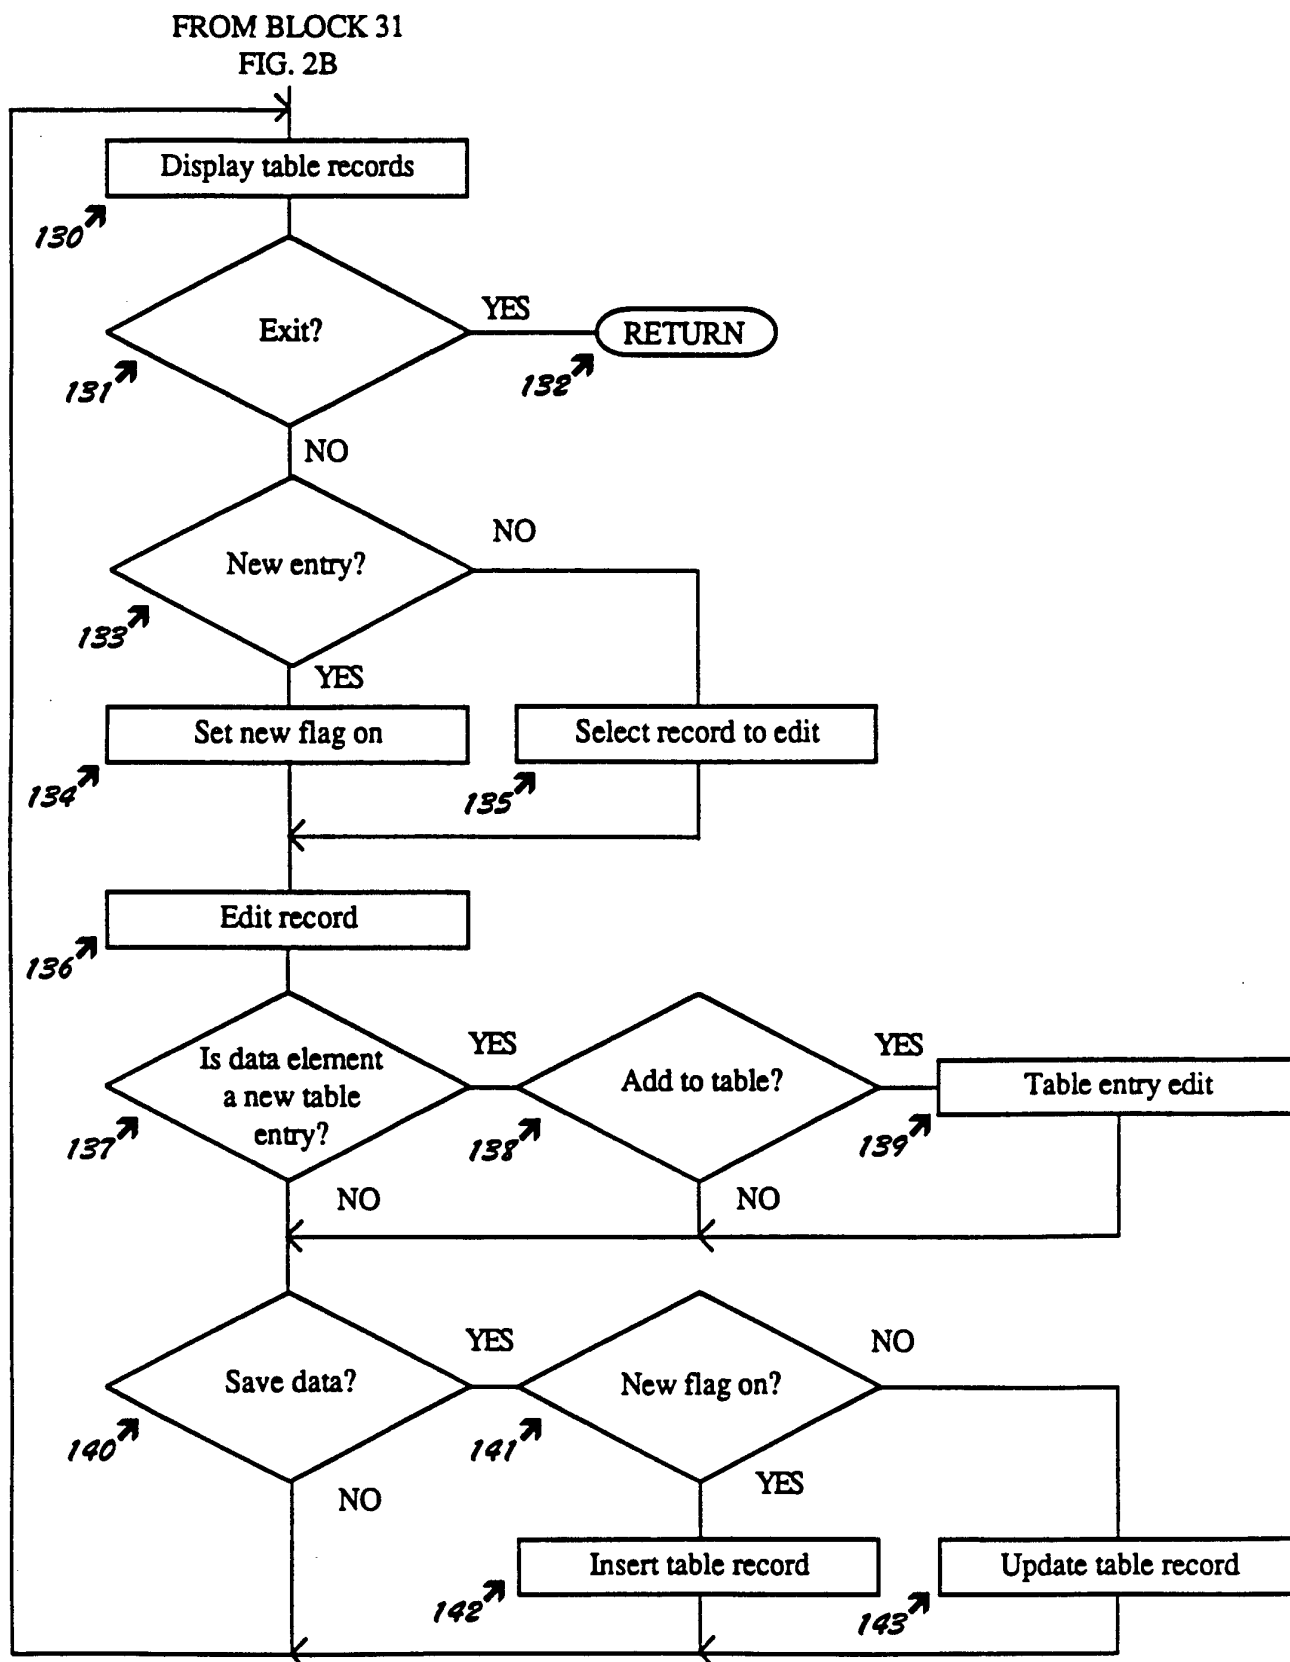 FROM BLOCK 31
FIG. 2B
Display table records
130
Exit?
YES
RETURN
131
132
NO
New entry?
NO
133
YES
Set new flag on
Select record to edit
134
135
Edit record
136
Is data element
a new table
entry?
YES
Add to table?
YES
Table entry edit
137
138
139
NO
NO
Save data?
YES
New flag on?
NO
140
141
NO
YES
Insert table record
Update table record
142
143